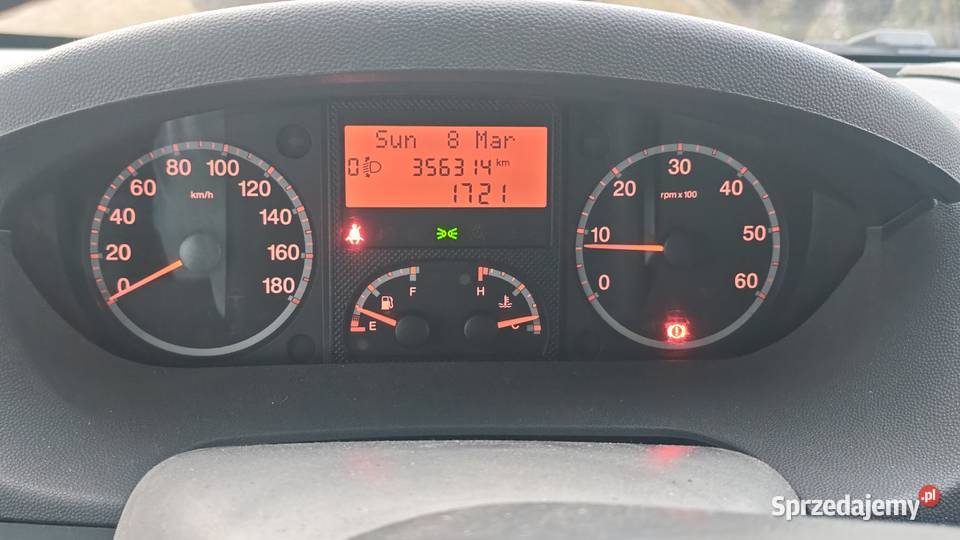 Sun 8 Mar
0 356314 km
1721
0 20 40 60 80 100 120 140 160 180
km/h
0 10 20 30 40 50 60
rpm x 100
E F
H C
Sprzedajemy.pl